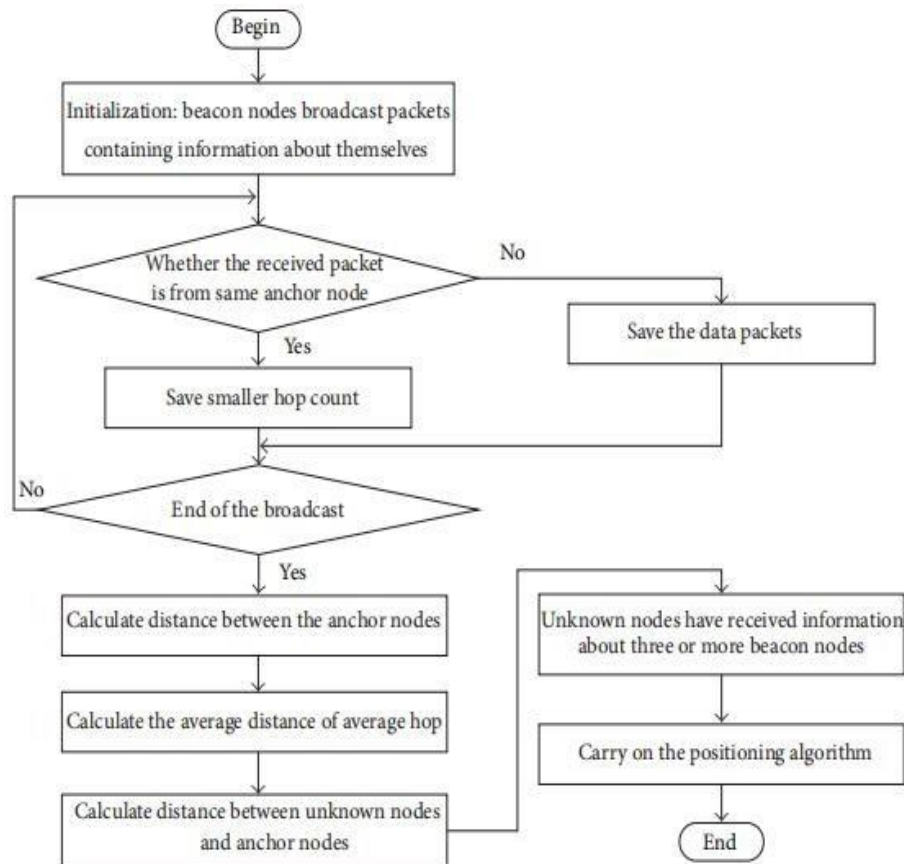 Begin
Initialization: beacon nodes broadcast packets
containing information about themselves
Whether the received packet
is from same anchor node
No
Save the data packets
Yes
Save smaller hop count
No
End of the broadcast
Yes
Calculate distance between the anchor nodes
Calculate the average distance of average hop
Calculate distance between unknown nodes
and anchor nodes
Unknown nodes have received information
about three or more beacon nodes
Carry on the positioning algorithm
End